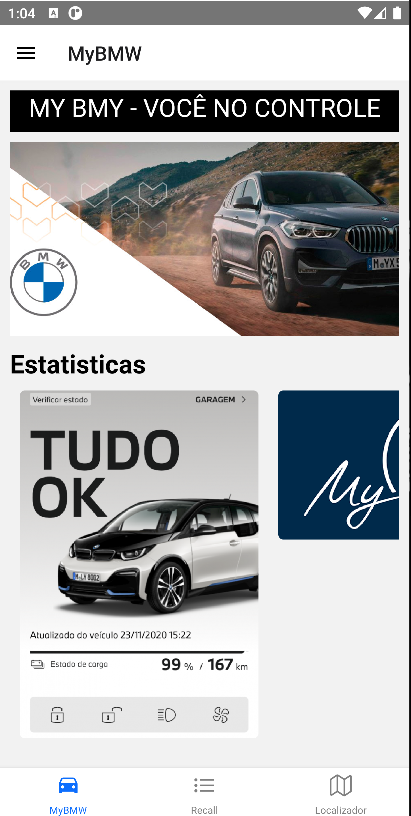 1:04
MyBMW
MY BMY - VOCÊ NO CONTROLE
BMW
Estatisticas
Verificar estado
GARAGEM
TUDO
OK
M-LY 8002
Atualizado do veículo 23/11/2020 15:22
Estado de carga
99 % / 167 km
My
MyBMW
Recall
Localizador